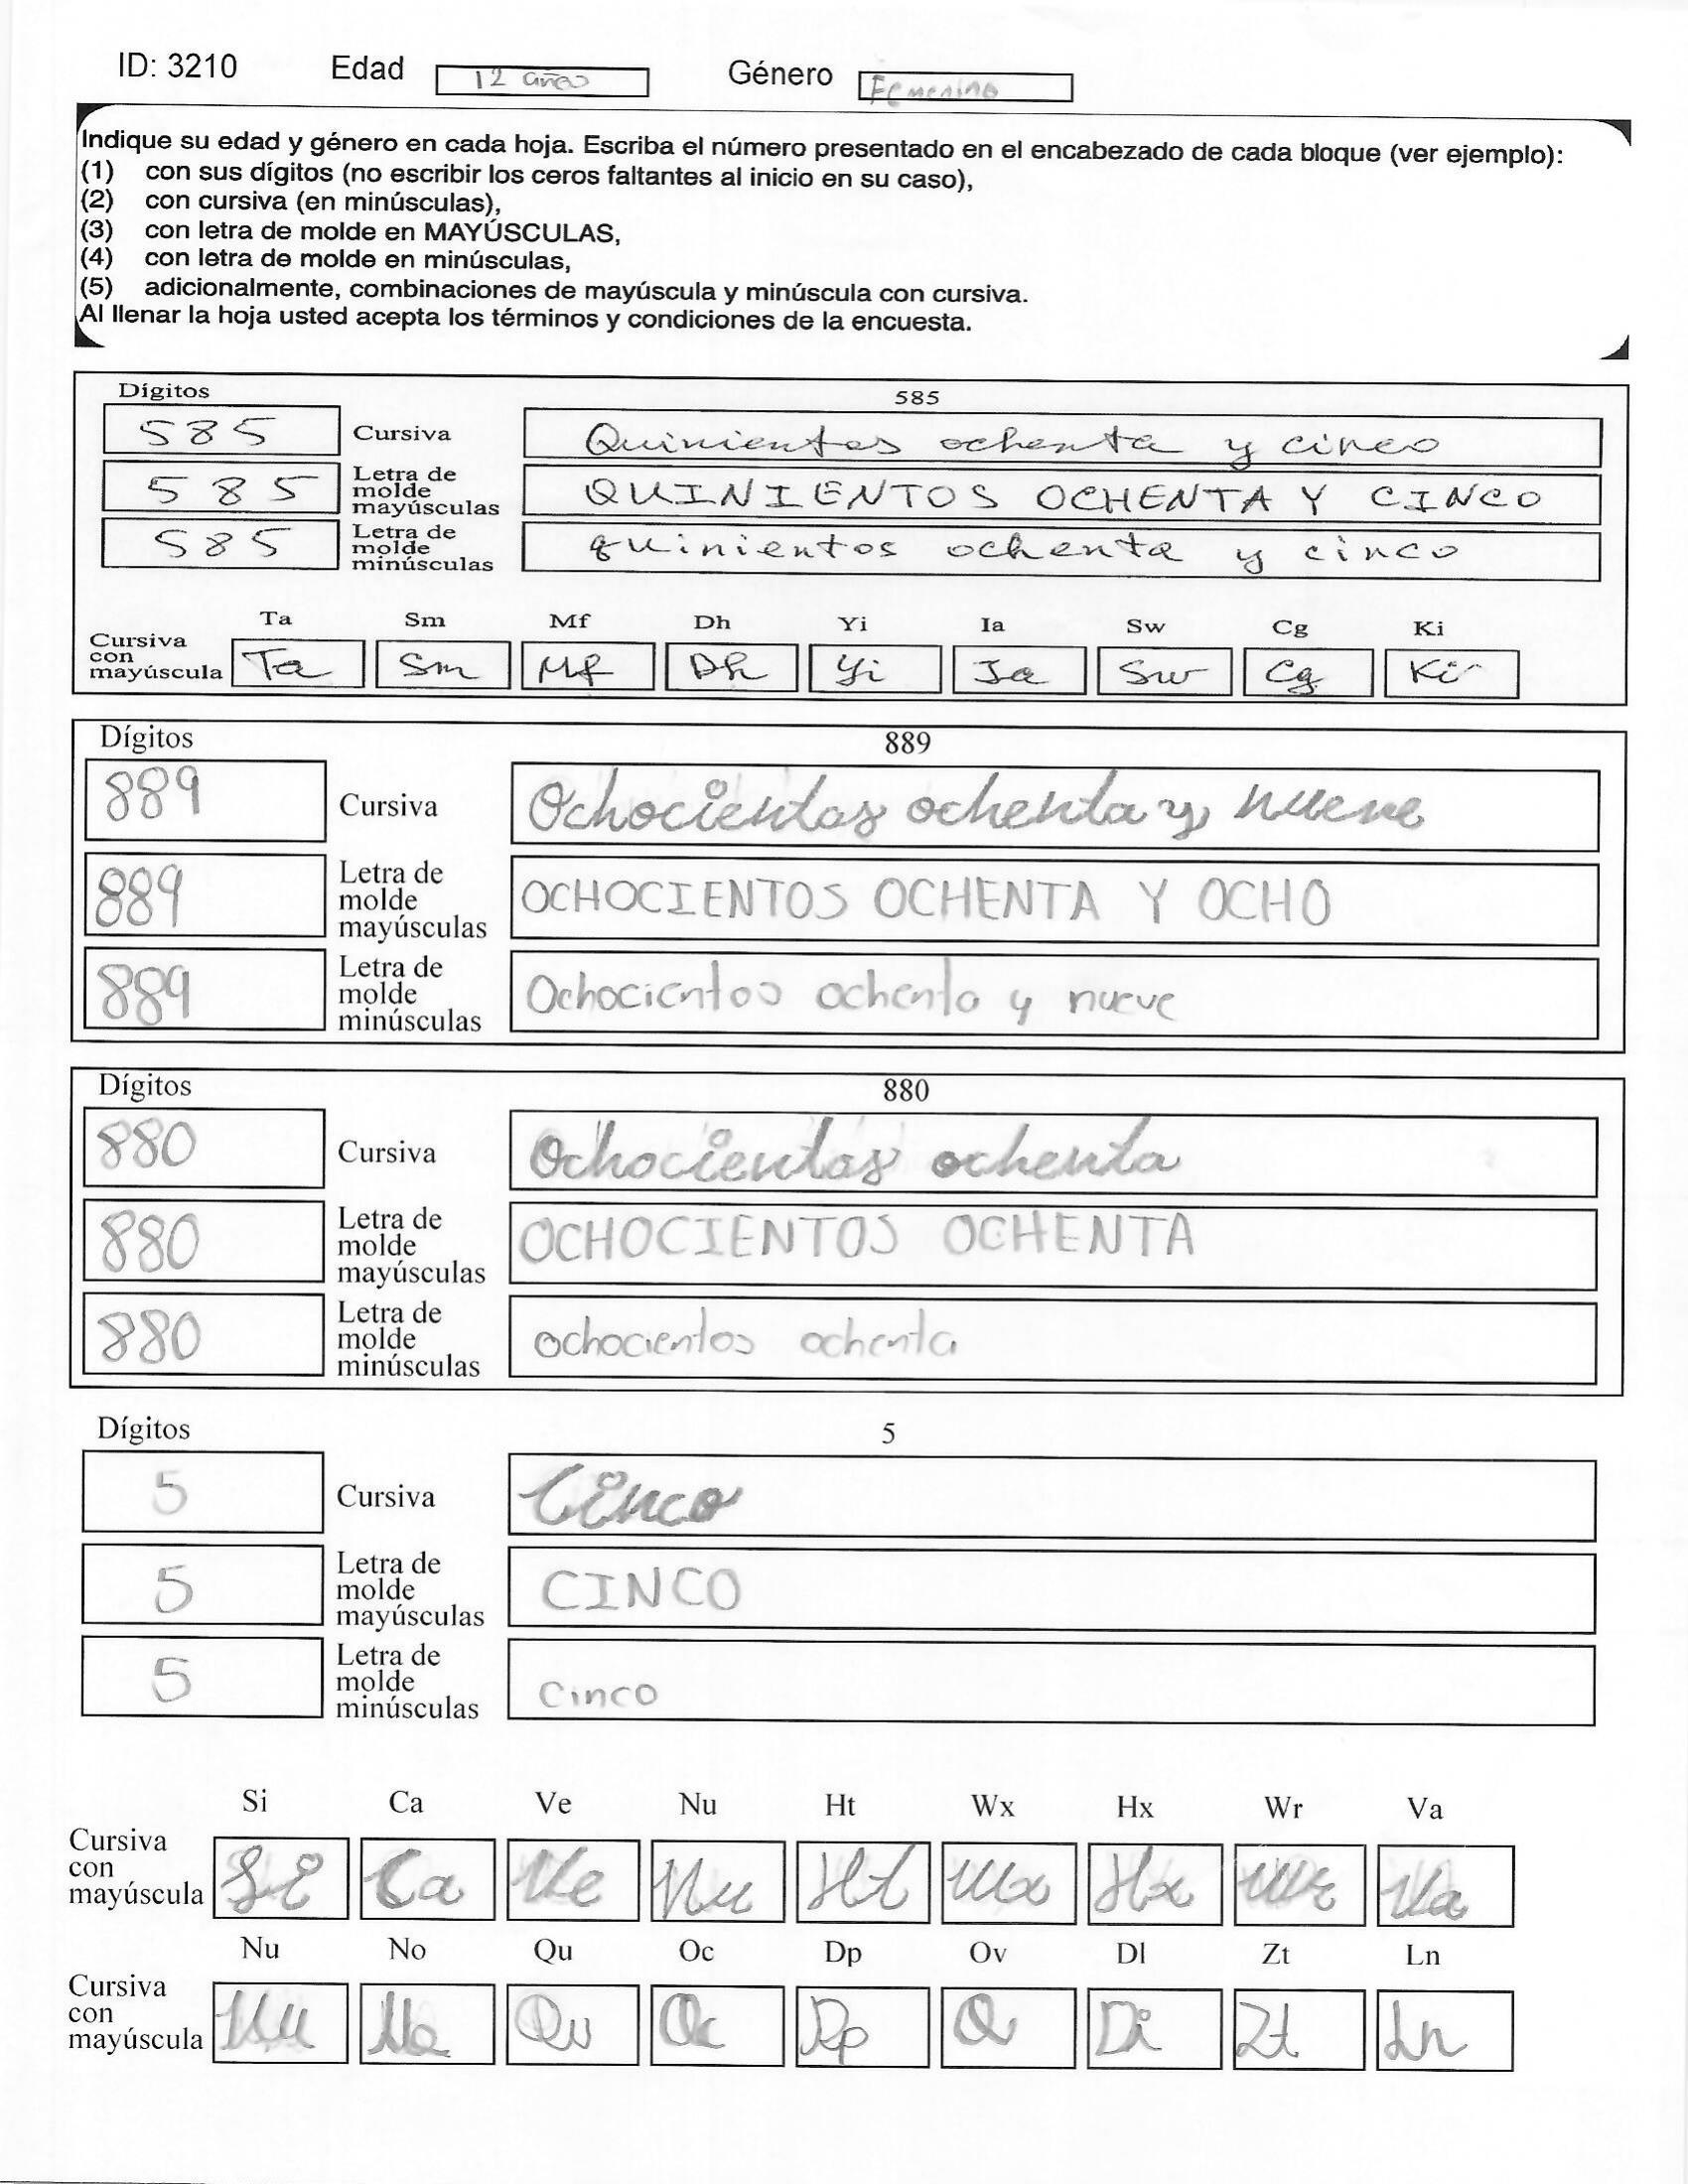 ID: 3210 Edad 12 años Género Femenino
Indique su edad y género en cada hoja. Escriba el número presentado en el encabezado de cada bloque (ver ejemplo):
(1) con sus dígitos (no escribir los ceros faltantes al inicio en su caso),
(2) con cursiva (en minúsculas),
(3) con letra de molde en MAYÚSCULAS,
(4) con letra de molde en minúsculas,
(5) adicionalmente, combinaciones de mayúscula y minúscula con cursiva.
Al llenar la hoja usted acepta los términos y condiciones de la encuesta.
Dígitos 585
585 Cursiva Quinientos ochenta y cinco
585 Letra de molde mayúsculas QUINIENTOS OCHENTA Y CINCO
585 Letra de molde minúsculas quinientos ochenta y cinco
Ta Sm Mf Dh Yi Ia Sw Cg Ki
Cursiva con mayúscula Ta Sm Mf Dh Yi Ia Sw Cg Ki
Dígitos 889
889 Cursiva Ochocientos ochenta y nueve
889 Letra de molde mayúsculas OCHOCIENTOS OCHENTA Y OCHO
889 Letra de molde minúsculas Ochocientos ochenta y nueve
Dígitos 880
880 Cursiva Ochocientos ochenta
880 Letra de molde mayúsculas OCHOCIENTOS OCHENTA
880 Letra de molde minúsculas ochocientos ochenta
Dígitos 5
5 Cursiva Cinco
5 Letra de molde mayúsculas CINCO
5 Letra de molde minúsculas Cinco
Si Ca Ve Nu Ht Wx Hx Wr Va
Cursiva con mayúscula Si Ca Ve Nu Ht Wx Hx Wr Va
Nu No Qu Oc Dp Ov Dl Zt Ln
Cursiva con mayúscula Nu No Qu Oc Dp Ov Di Zt Ln